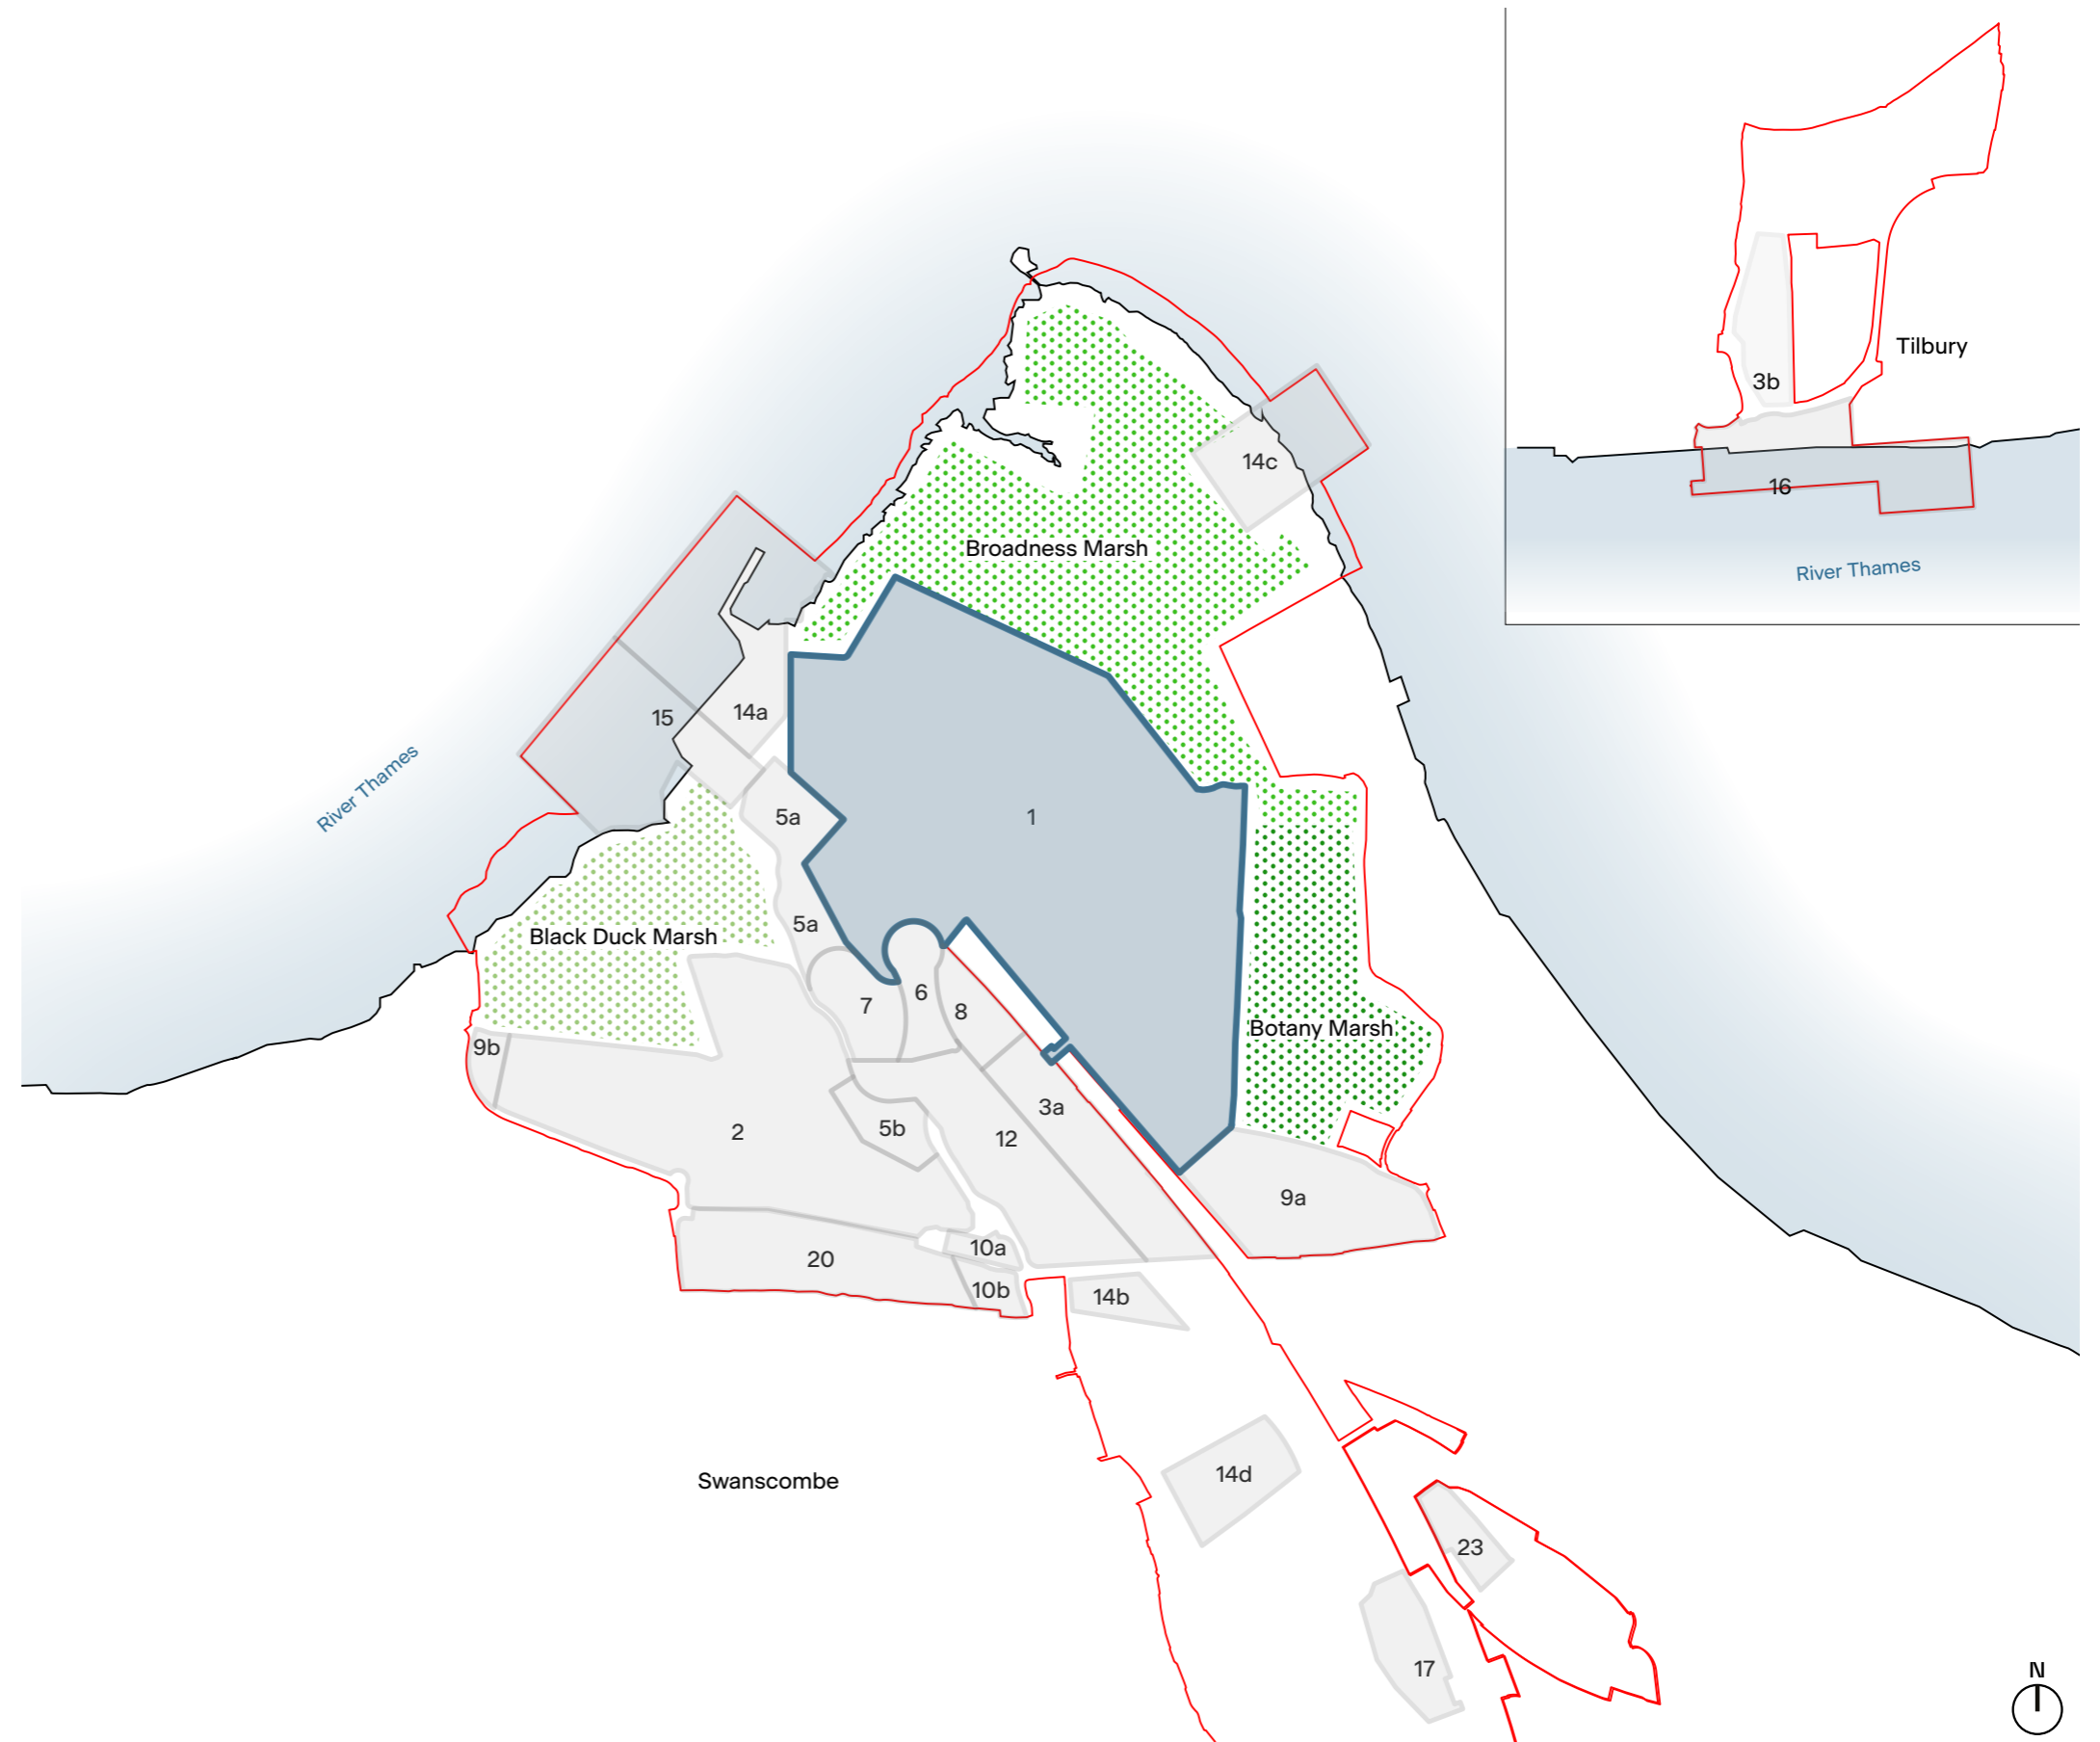 Tilbury
3b
16
River Thames
14c
Broadness Marsh
15
14a
River Thames
5a
1
5a
Black Duck Marsh
7
6
8
Botany Marsh
9b
3a
2
5b
12
9a
20
10a
10b
14b
14d
Swanscombe
23
17
N